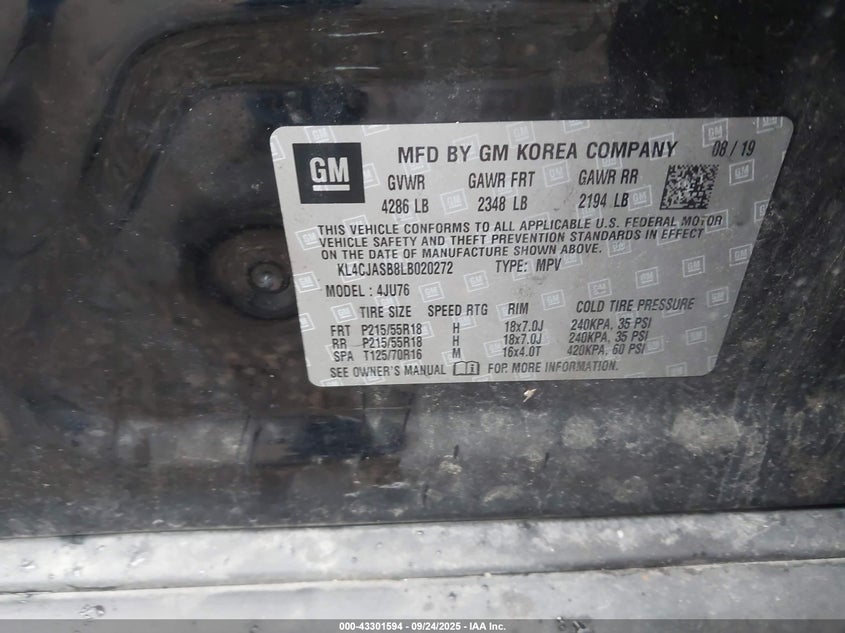 GM MFD BY GM KOREA COMPANY 08 / 19
GVWR GAWR FRT GAWR RR
4286 LB 2348 LB 2194 LB
THIS VEHICLE CONFORMS TO ALL APPLICABLE U.S. FEDERAL MOTOR
VEHICLE SAFETY AND THEFT PREVENTION STANDARDS IN EFFECT
ON THE DATE OF MANUFACTURE SHOWN ABOVE.
KL4CJASB8LB020272 TYPE: MPV
MODEL: 4JU76
TIRE SIZE SPEED RTG RIM COLD TIRE PRESSURE
FRT P215/55R18 H 18x7.0J 240KPA, 35 PSI
RR P215/55R18 H 18x7.0J 240KPA, 35 PSI
SPA T125/70R16 M 16x4.0T 420KPA, 60 PSI
SEE OWNER'S MANUAL FOR MORE INFORMATION.
000-43301594 - 09/24/2025 - IAA Inc.